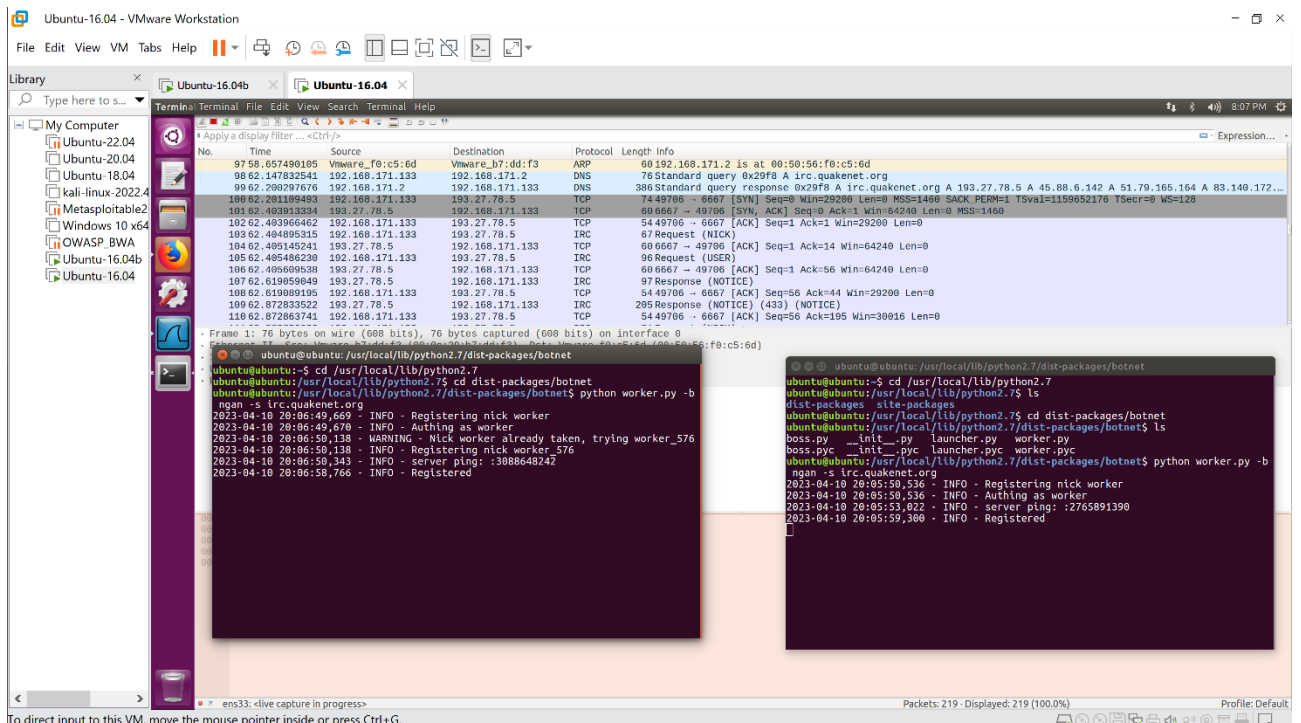 Ubuntu-16.04 - VMware Workstation
File Edit View VM Tabs Help
Library
Type here to s...
My Computer
Ubuntu-22.04
Ubuntu-20.04
Ubuntu-18.04
kali-linux-2022.4
Metasploitable2
Windows 10 x64
OWASP_BWA
Ubuntu-16.04b
Ubuntu-16.04
Ubuntu-16.04b
Ubuntu-16.04
Terminal Terminal File Edit View Search Terminal Help
8:07 PM
Apply a display filter ... <Ctrl-/>
Expression...
No. Time Source Destination Protocol Length Info
97 58.657490105 Vmware_f0:c5:6d Vmware_b7:dd:f3 ARP 60 192.168.171.2 is at 00:50:56:f0:c5:6d
98 62.147832541 192.168.171.133 192.168.171.2 DNS 76 Standard query 0x29f8 A irc.quakenet.org
99 62.200297676 192.168.171.2 192.168.171.133 DNS 386 Standard query response 0x29f8 A irc.quakenet.org A 193.27.78.5 A 45.88.6.142 A 51.79.165.164 A 83.140.172...
100 62.201109493 192.168.171.133 193.27.78.5 TCP 74 49706 → 6667 [SYN] Seq=0 Win=29200 Len=0 MSS=1460 SACK_PERM=1 TSval=1159652176 TSecr=0 WS=128
101 62.403913334 193.27.78.5 192.168.171.133 TCP 60 6667 → 49706 [SYN, ACK] Seq=0 Ack=1 Win=64240 Len=0 MSS=1460
102 62.403966462 192.168.171.133 193.27.78.5 TCP 54 49706 → 6667 [ACK] Seq=1 Ack=1 Win=29200 Len=0
103 62.404895315 192.168.171.133 193.27.78.5 IRC 67 Request (NICK)
104 62.405145241 193.27.78.5 192.168.171.133 TCP 60 6667 → 49706 [ACK] Seq=1 Ack=14 Win=64240 Len=0
105 62.405486230 192.168.171.133 193.27.78.5 IRC 96 Request (USER)
106 62.405609538 193.27.78.5 192.168.171.133 TCP 60 6667 → 49706 [ACK] Seq=1 Ack=56 Win=64240 Len=0
107 62.619059049 193.27.78.5 192.168.171.133 IRC 97 Response (NOTICE)
108 62.619089195 192.168.171.133 193.27.78.5 TCP 54 49706 → 6667 [ACK] Seq=56 Ack=44 Win=29200 Len=0
109 62.872833522 193.27.78.5 192.168.171.133 IRC 205 Response (NOTICE) (433) (NOTICE)
110 62.872863741 192.168.171.133 193.27.78.5 TCP 54 49706 → 6667 [ACK] Seq=56 Ack=195 Win=30016 Len=0
Frame 1: 76 bytes on wire (608 bits), 76 bytes captured (608 bits) on interface 0
ubuntu@ubuntu: /usr/local/lib/python2.7/dist-packages/botnet
ubuntu@ubuntu:~$ cd /usr/local/lib/python2.7
ubuntu@ubuntu:/usr/local/lib/python2.7$ cd dist-packages/botnet
ubuntu@ubuntu:/usr/local/lib/python2.7/dist-packages/botnet$ python worker.py -b
ngan -s irc.quakenet.org
2023-04-10 20:06:49,669 - INFO - Registering nick worker
2023-04-10 20:06:49,670 - INFO - Authing as worker
2023-04-10 20:06:50,138 - WARNING - Nick worker already taken, trying worker_576
2023-04-10 20:06:50,138 - INFO - Registering nick worker_576
2023-04-10 20:06:50,343 - INFO - server ping: :3088648242
2023-04-10 20:06:58,766 - INFO - Registered
ubuntu@ubuntu: /usr/local/lib/python2.7/dist-packages/botnet
ubuntu@ubuntu:~$ cd /usr/local/lib/python2.7
ubuntu@ubuntu:/usr/local/lib/python2.7$ ls
dist-packages site-packages
ubuntu@ubuntu:/usr/local/lib/python2.7$ cd dist-packages/botnet
ubuntu@ubuntu:/usr/local/lib/python2.7/dist-packages/botnet$ ls
boss.py __init__.py launcher.py worker.py
boss.pyc __init__.pyc launcher.pyc worker.pyc
ubuntu@ubuntu:/usr/local/lib/python2.7/dist-packages/botnet$ python worker.py -b
ngan -s irc.quakenet.org
2023-04-10 20:05:50,536 - INFO - Registering nick worker
2023-04-10 20:05:50,536 - INFO - Authing as worker
2023-04-10 20:05:53,022 - INFO - server ping: :2765891390
2023-04-10 20:05:59,300 - INFO - Registered
ens33: <live capture in progress>
Packets: 219 · Displayed: 219 (100.0%)
Profile: Default
To direct input to this VM, move the mouse pointer inside or press Ctrl+G.